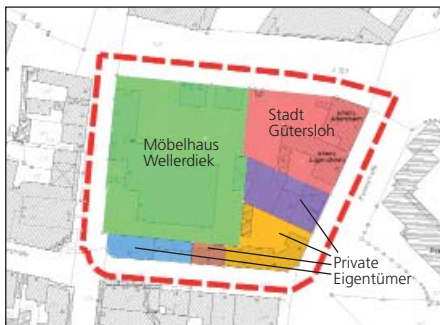 Möbelhaus
Wellerdiek
Stadt
Gütersloh
Private
Eigentümer